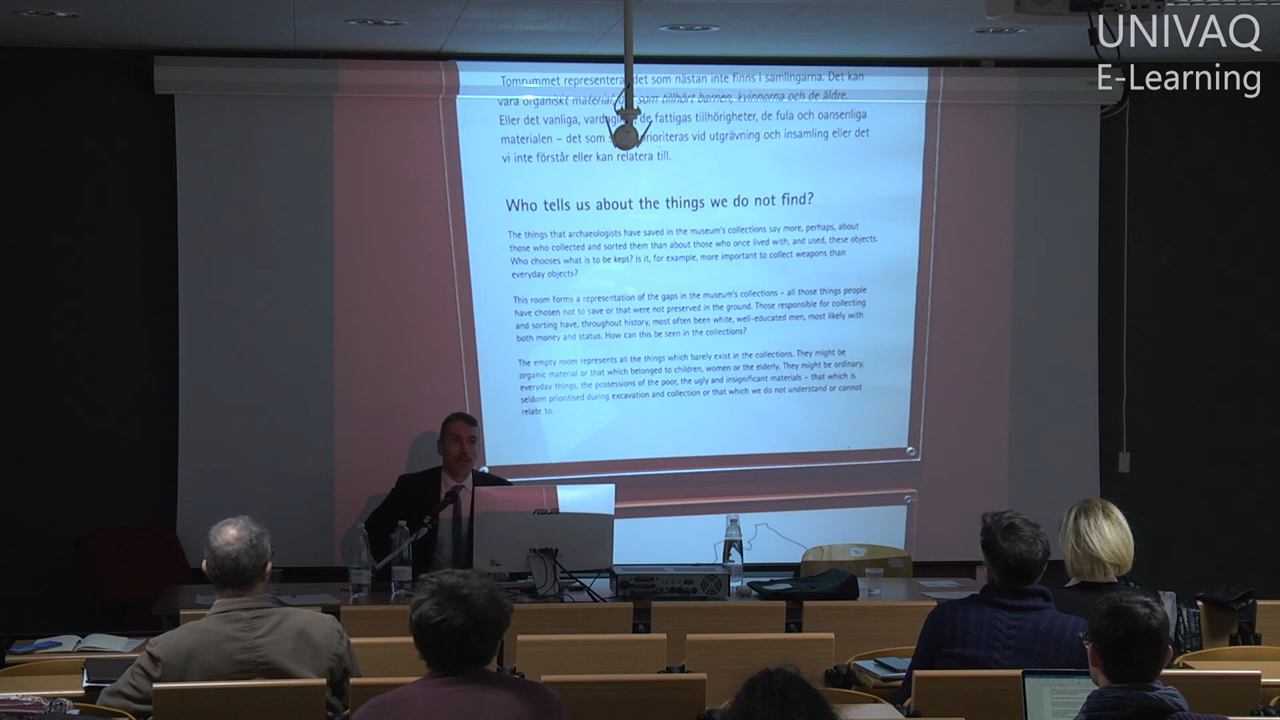 UNIVAQ
E-Learning
Tomrummet representerar det som nästan inte finns i samlingarna. Det kan
vara organiskt material, som tillhört barnen, kvinnorna och de äldre.
Eller det vanliga, de fattigas tillhörigheter, de fula och oansenliga
materialen – det som prioriteras vid utgrävning och insamling eller det
vi inte förstår eller kan relatera till.
Who tells us about the things we do not find?
The things that archaeologists have saved in the museum's collections say more, perhaps, about
those who collected and sorted them than about those who once lived with, and used, these objects.
Who chooses what is to be kept? Is it, for example, more important to collect weapons than
everyday objects?
This room forms a representation of the gaps in the museum's collections – all those things people
have chosen not to save or that were not preserved in the ground. Those responsible for collecting
and sorting have, throughout history, most often been white, well-educated men, most likely with
both money and status. How can this be seen in the collections?
The empty room represents all the things which barely exist in the collections. They might be
organic material or that which belonged to children, women or the elderly. They might be ordinary,
everyday things, the possessions of the poor, the ugly and insignificant materials – that which is
seldom prioritised during excavation and collection or that which we do not understand or cannot
relate to.
ASUS